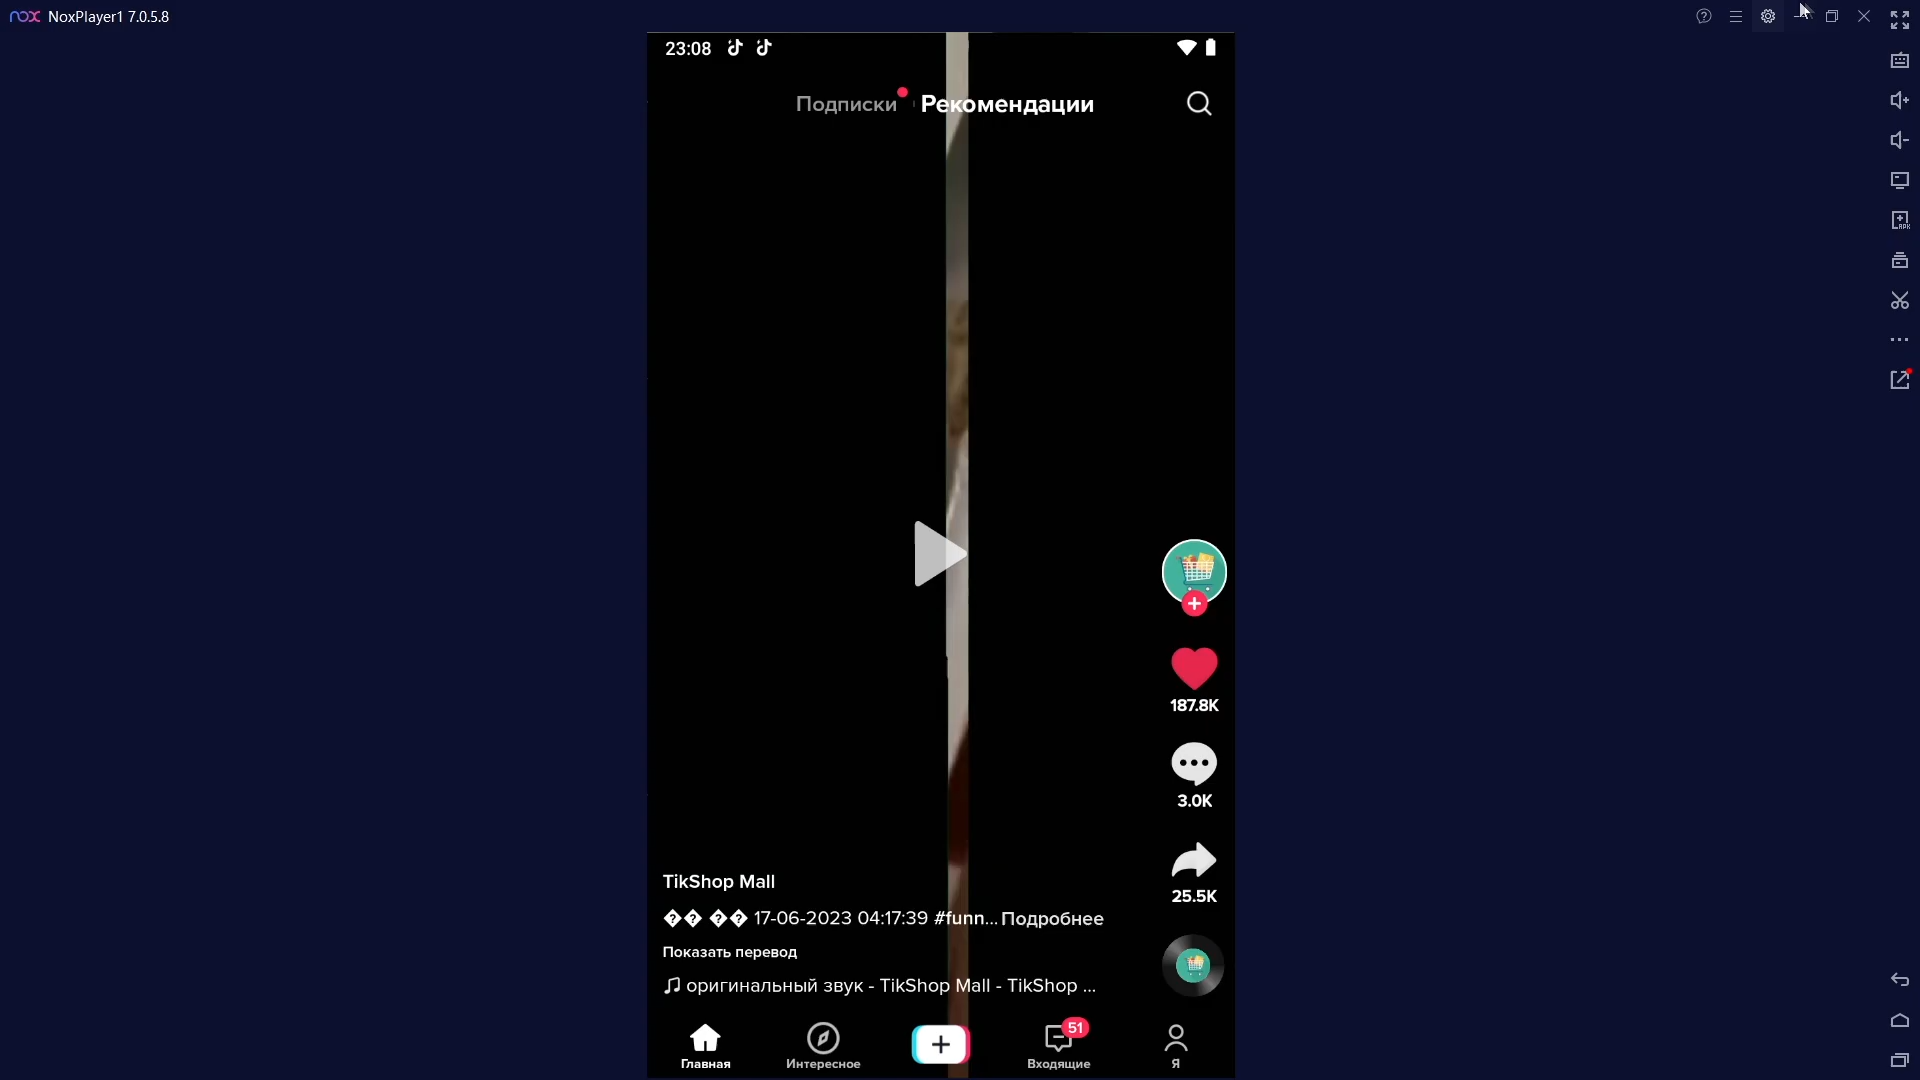 nox NoxPlayer1 7.0.5.8
23:08
Подписки Рекомендации
187.8K
3.0K
25.5K
TikShop Mall
�� �� 17-06-2023 04:17:39 #funn... Подробнее
Показать перевод
оригинальный звук - TikShop Mall - TikShop ...
51
Главная
Интересное
Входящие
Я